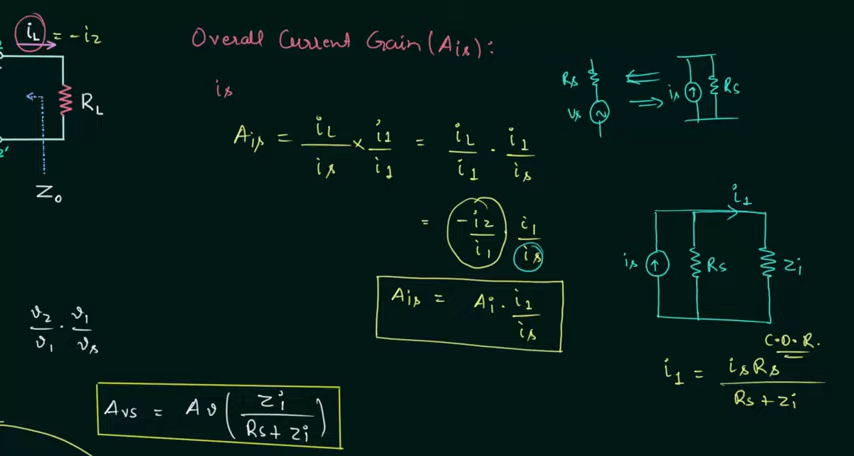 iL = -i2
Overall Current Gain (Ais):
RL
2'
Zo
is
Ais = iL/is × i1/i1 = iL/i1 · i1/is
= -i2/i1 · i1/is
Ais = Ai · i1/is
Rs
Vs
is
Rs
i1
is
Rs
Zi
C.D.R.
i1 = isRs/(Rs + Zi)
v2/v1 · v1/vs
Avs = Av (Zi/(Rs + Zi))